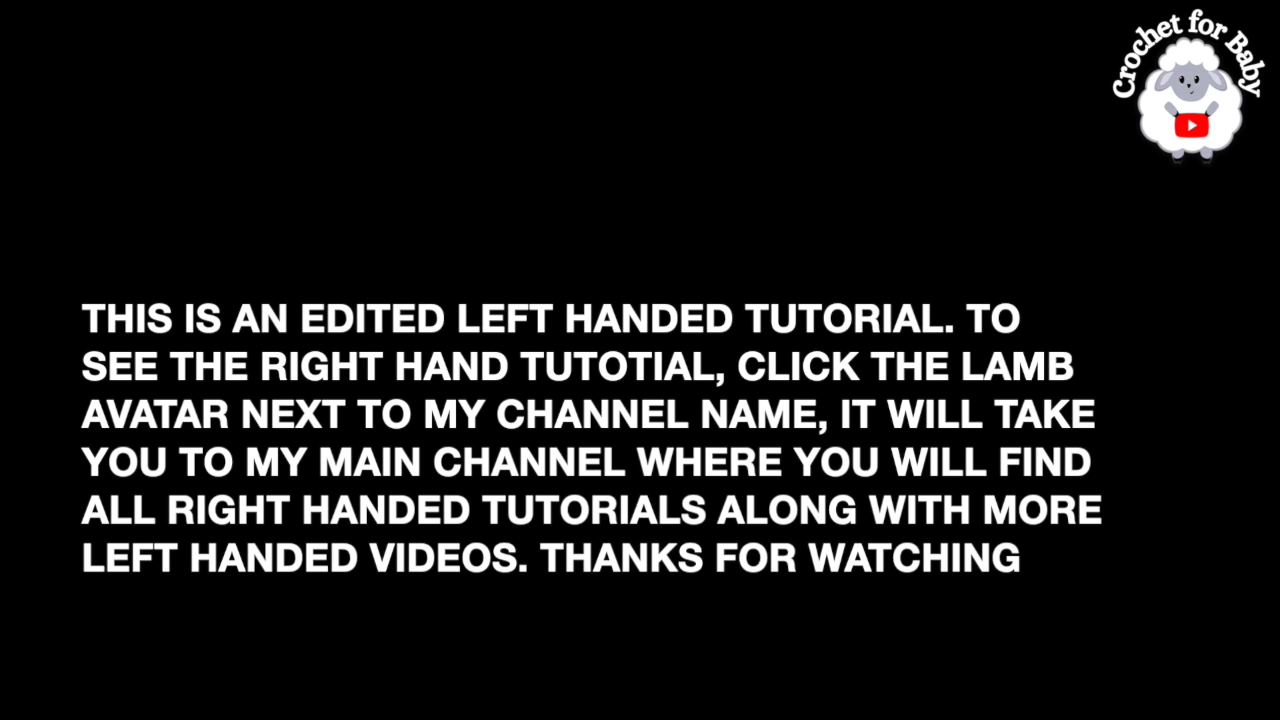 Crochet for Baby
THIS IS AN EDITED LEFT HANDED TUTORIAL. TO
SEE THE RIGHT HAND TUTOTIAL, CLICK THE LAMB
AVATAR NEXT TO MY CHANNEL NAME, IT WILL TAKE
YOU TO MY MAIN CHANNEL WHERE YOU WILL FIND
ALL RIGHT HANDED TUTORIALS ALONG WITH MORE
LEFT HANDED VIDEOS. THANKS FOR WATCHING